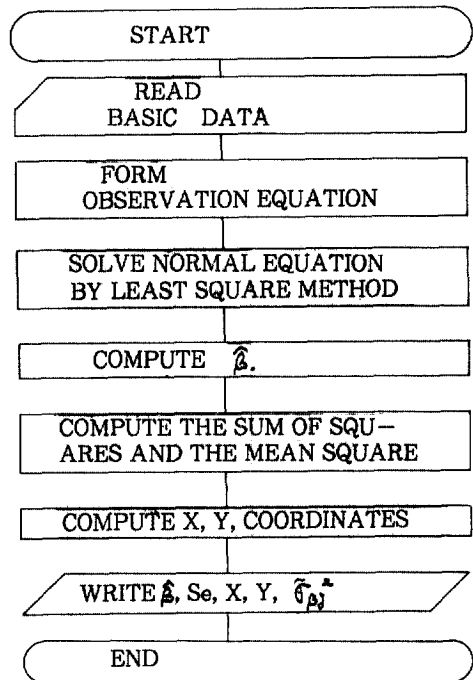 START
READ
BASIC DATA
FORM
OBSERVATION EQUATION
SOLVE NORMAL EQUATION
BY LEAST SQUARE METHOD
COMPUTE β̂.
COMPUTE THE SUM OF SQU-
ARES AND THE MEAN SQUARE
COMPUTE X, Y, COORDINATES
WRITE β̂, Se, X, Y, σ̃βj²
END